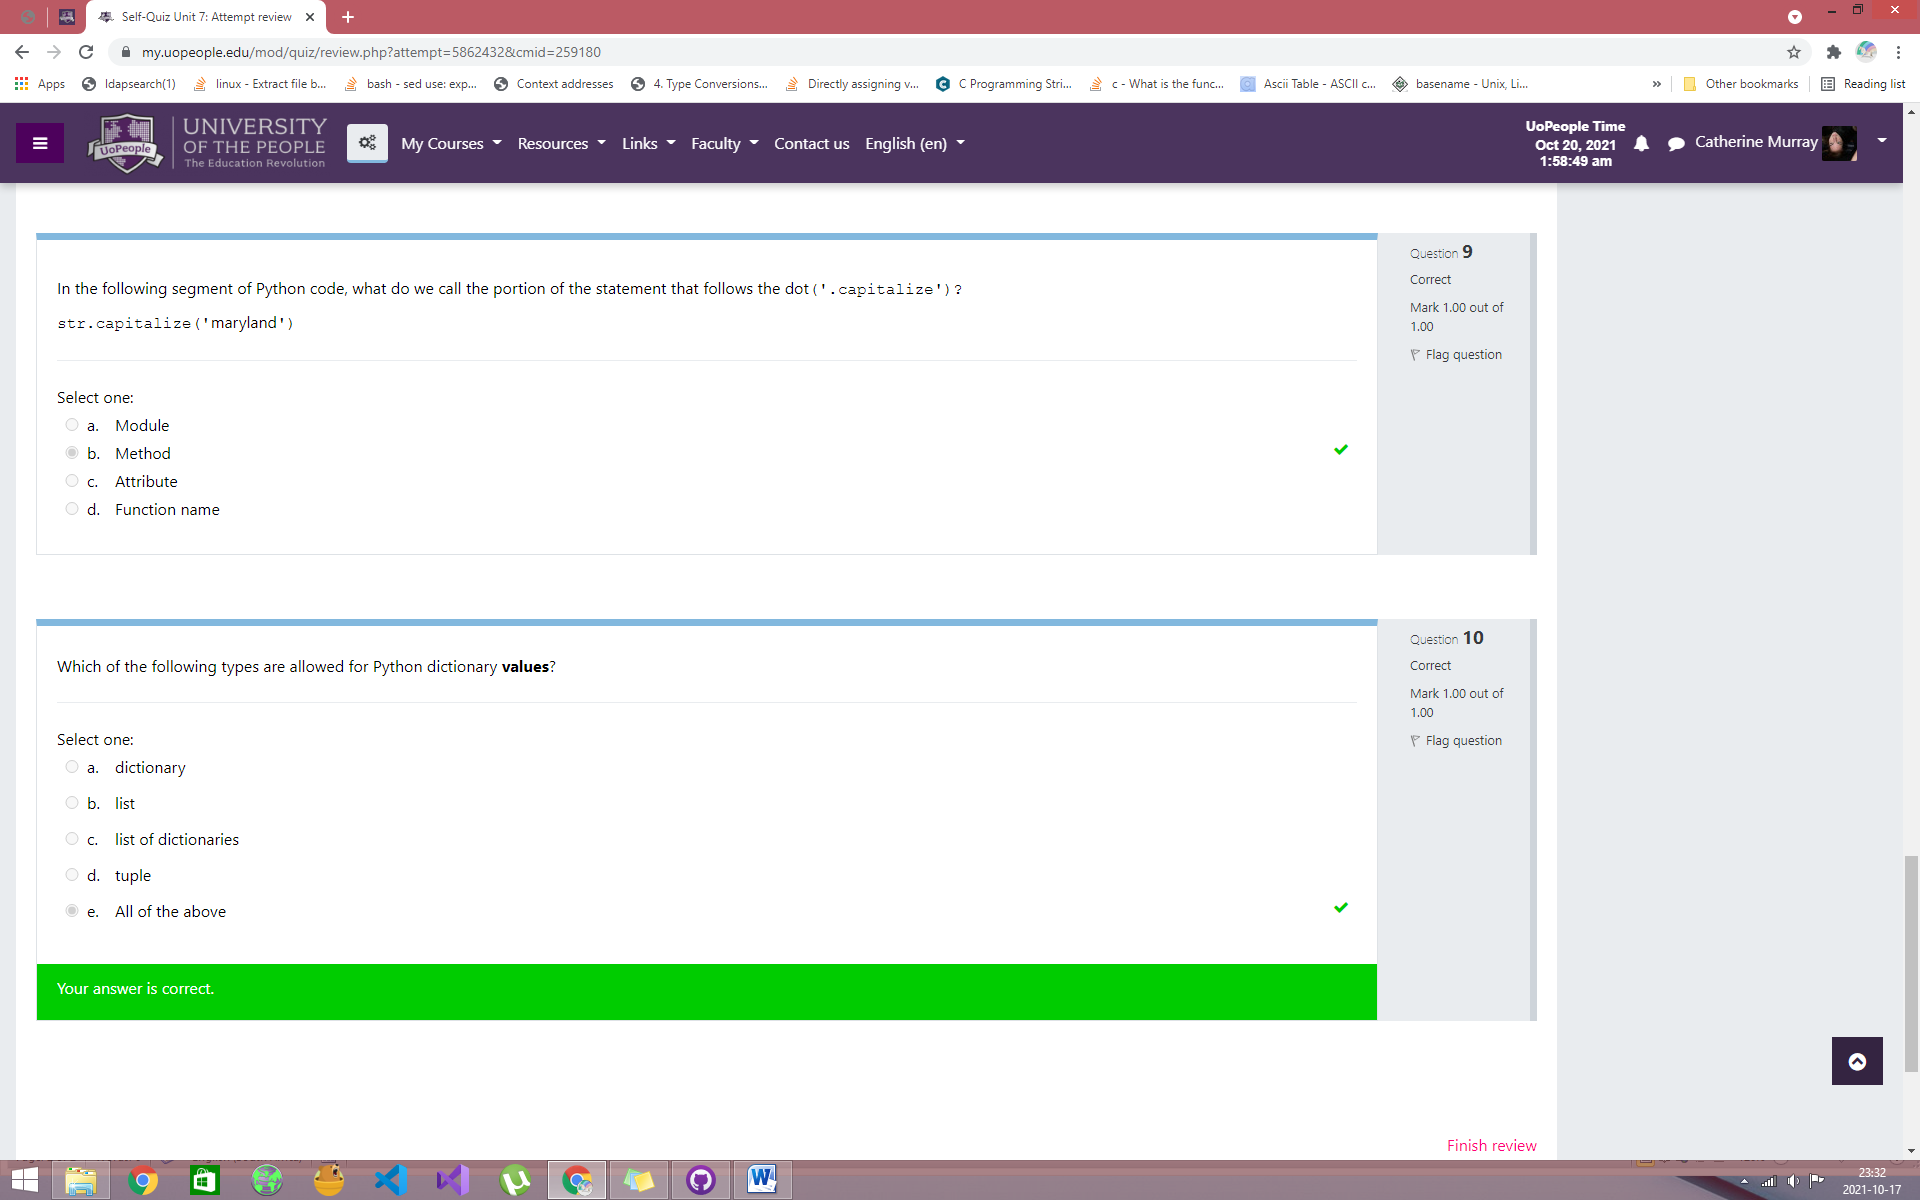 Self-Quiz Unit 7: Attempt review
my.uopeople.edu/mod/quiz/review.php?attempt=5862432&cmid=259180
Apps
ldapsearch(1)
linux - Extract file b...
bash - sed use: exp...
Context addresses
4. Type Conversions...
Directly assigning v...
C Programming Stri...
c - What is the func...
Ascii Table - ASCII c...
basename - Unix, Li...
»
Other bookmarks
Reading list
UoPeople
UNIVERSITY
OF THE PEOPLE
The Education Revolution
My Courses
Resources
Links
Faculty
Contact us
English (en)
UoPeople Time
Oct 20, 2021
1:58:49 am
Catherine Murray
In the following segment of Python code, what do we call the portion of the statement that follows the dot('.capitalize')?
str.capitalize('maryland')
Select one:
a. Module
b. Method
c. Attribute
d. Function name
Question 9
Correct
Mark 1.00 out of
1.00
Flag question
Which of the following types are allowed for Python dictionary values?
Select one:
a. dictionary
b. list
c. list of dictionaries
d. tuple
e. All of the above
Your answer is correct.
Question 10
Correct
Mark 1.00 out of
1.00
Flag question
Finish review
23:32
2021-10-17